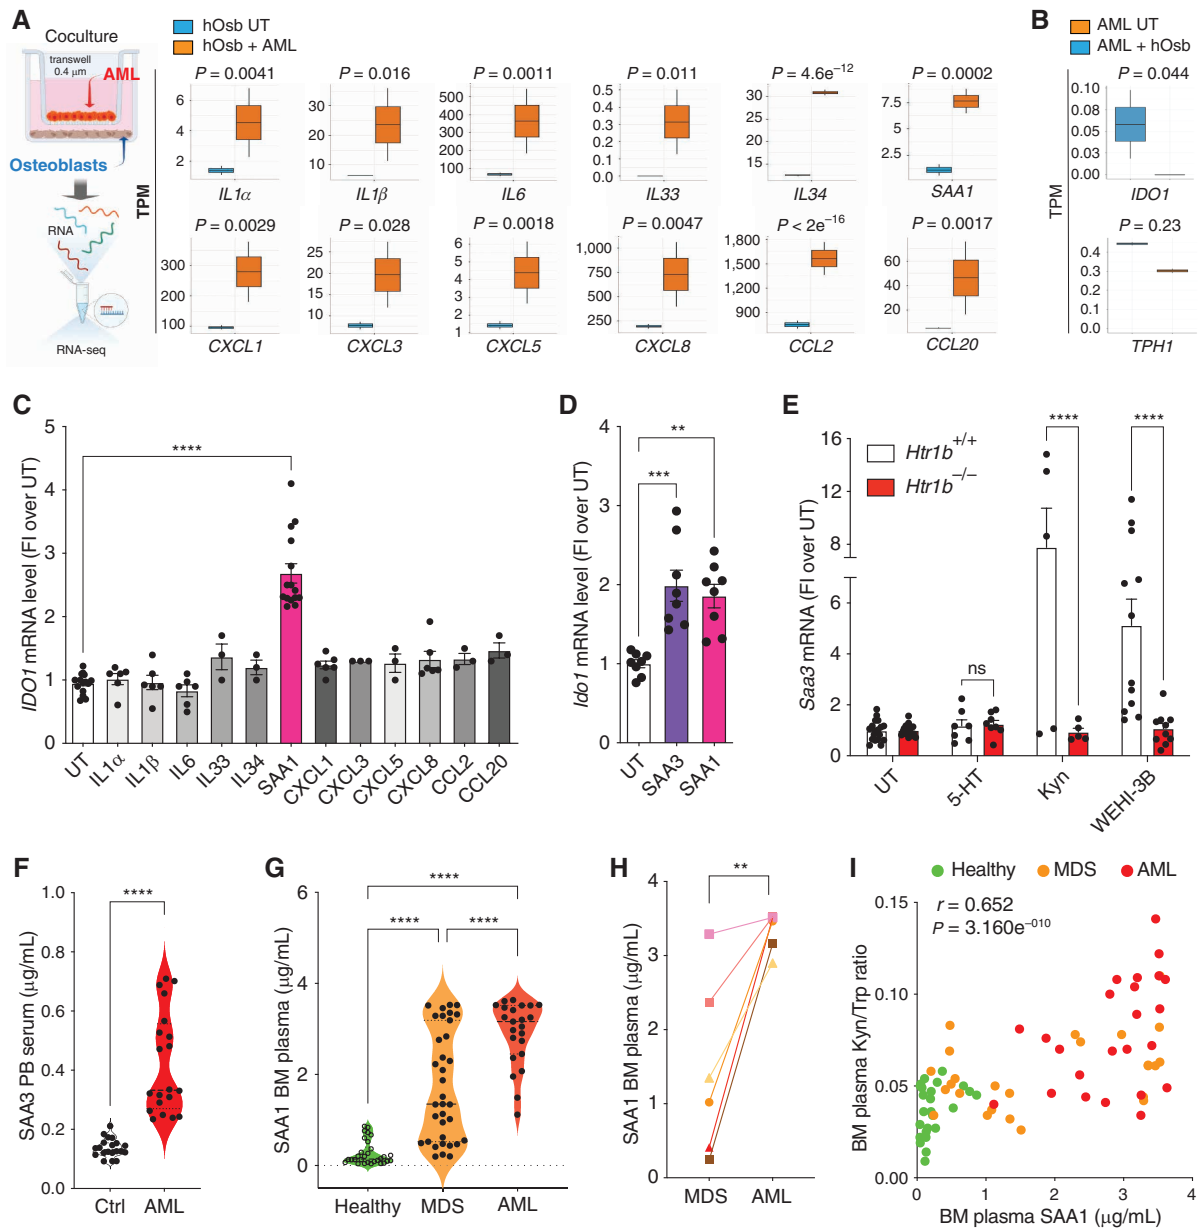 A
Coculture
transwell
0.4 μm
AML
Osteoblasts
RNA
RNA-seq
hOsb UT
hOsb + AML
TPM
P = 0.0041
6
4
2
IL1α
P = 0.016
30
20
10
IL1β
P = 0.0011
600
500
400
300
200
100
IL6
P = 0.011
0.5
0.4
0.3
0.2
0.1
0.0
IL33
P = 4.6e−12
30
25
20
15
IL34
P = 0.0002
7.5
5.0
2.5
SAA1
P = 0.0029
300
200
100
CXCL1
P = 0.028
25
20
15
10
CXCL3
P = 0.0018
6
5
4
3
2
1
CXCL5
P = 0.0047
1,000
750
500
250
CXCL8
P < 2e−16
1,800
1,500
1,200
900
CCL2
P = 0.0017
60
40
20
CCL20
B
AML UT
AML + hOsb
TPM
P = 0.044
0.10
0.05
0.03
0.00
IDO1
P = 0.23
0.4
0.3
0.1
0.0
TPH1
C
IDO1 mRNA level (FI over UT)
5
4
3
2
1
0
****
UT
IL1α
IL1β
IL6
IL33
IL34
SAA1
CXCL1
CXCL3
CXCL5
CXCL8
CCL2
CCL20
D
Ido1 mRNA level (FI over UT)
4
3
2
1
0
**
***
UT
SAA3
SAA1
E
Saa3 mRNA (FI over UT)
16
12
8
6
4
2
0
Htr1b+/+
Htr1b−/−
ns
****
****
UT
5-HT
Kyn
WEHI-3B
F
SAA3 PB serum (μg/mL)
1.0
0.8
0.6
0.4
0.2
0
****
Ctrl
AML
G
SAA1 BM plasma (μg/mL)
6
4
2
0
****
****
****
Healthy
MDS
AML
H
SAA1 BM plasma (μg/mL)
4
3
2
1
0
**
MDS
AML
I
Healthy
MDS
AML
r = 0.652
P = 3.160e−010
BM plasma Kyn/Trp ratio
0.15
0.10
0.05
0.00
0
1
2
3
4
BM plasma SAA1 (μg/mL)